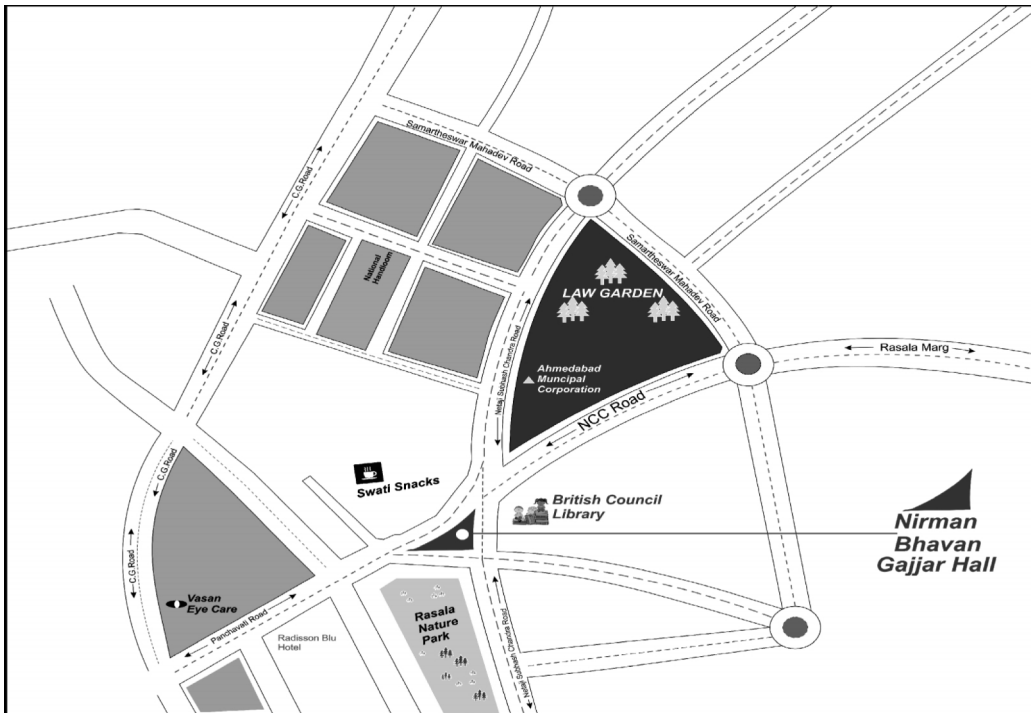 C.G.Road
Samartheswar Mahadev Road
National
Handloom
C.G.Road
Netaji Subhash Chandra Road
LAW GARDEN
Ahmedabad
Muncipal
Corporation
Samartheswar Mahadev Road
Rasala Marg
NCC Road
C.G.Road
Swati Snacks
British Council
Library
Nirman
Bhavan
Gajjar Hall
C.G.Road
Vasan
Eye Care
Panchavati Road
Radisson Blu
Hotel
Rasala
Nature
Park
Netaji Subhash Chandra Road